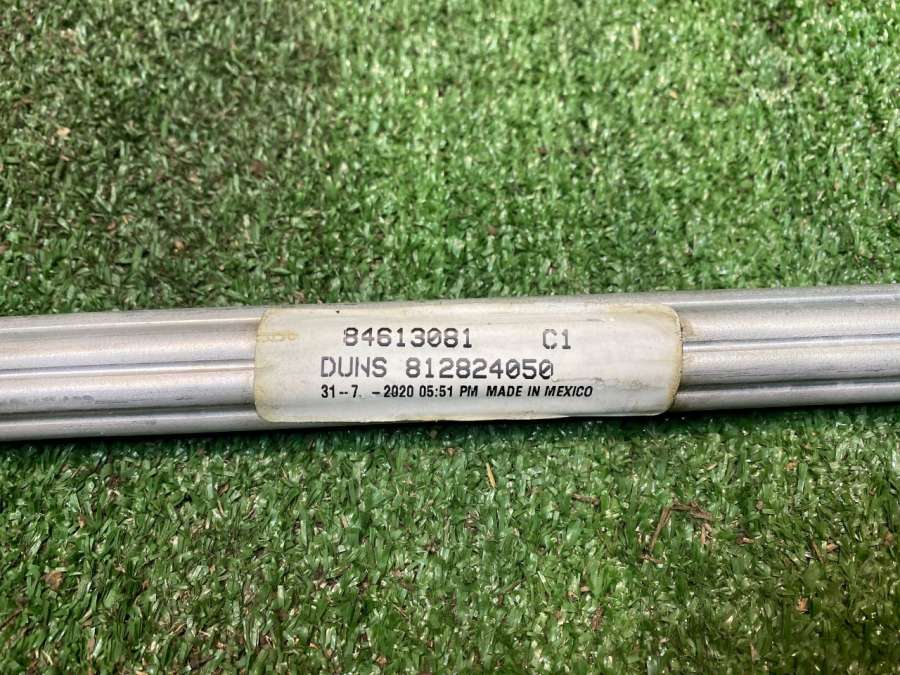 84613081 C1
DUNS 812824050
31--7 -2020 05:51 PM MADE IN MEXICO